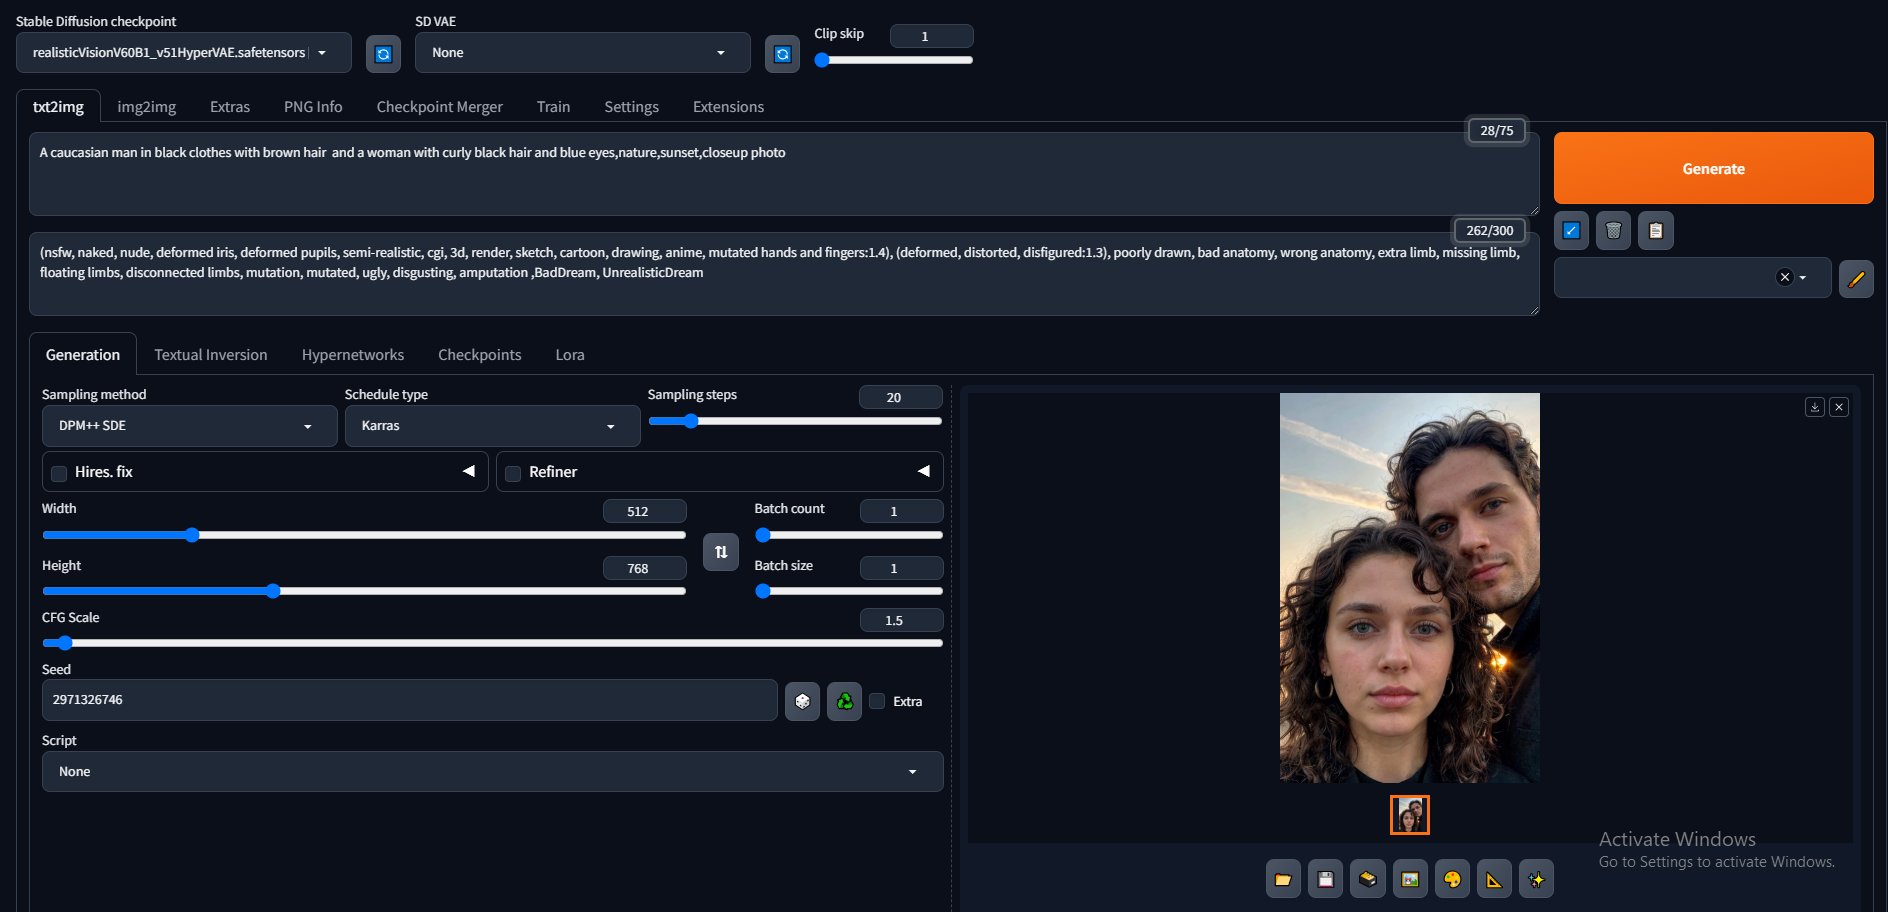 Stable Diffusion checkpoint
realisticVisionV60B1_v51HyperVAE.safetensors
SD VAE
None
Clip skip
1
txt2img
img2img
Extras
PNG Info
Checkpoint Merger
Train
Settings
Extensions
28/75
A caucasian man in black clothes with brown hair  and a woman with curly black hair and blue eyes,nature,sunset,closeup photo
Generate
262/300
(nsfw, naked, nude, deformed iris, deformed pupils, semi-realistic, cgi, 3d, render, sketch, cartoon, drawing, anime, mutated hands and fingers:1.4), (deformed, distorted, disfigured:1.3), poorly drawn, bad anatomy, wrong anatomy, extra limb, missing limb,
floating limbs, disconnected limbs, mutation, mutated, ugly, disgusting, amputation ,BadDream, UnrealisticDream
Generation
Textual Inversion
Hypernetworks
Checkpoints
Lora
Sampling method
DPM++ SDE
Schedule type
Karras
Sampling steps
20
Hires. fix
Refiner
Width
512
Height
768
Batch count
1
Batch size
1
CFG Scale
1.5
Seed
2971326746
Extra
Script
None
Activate Windows
Go to Settings to activate Windows.